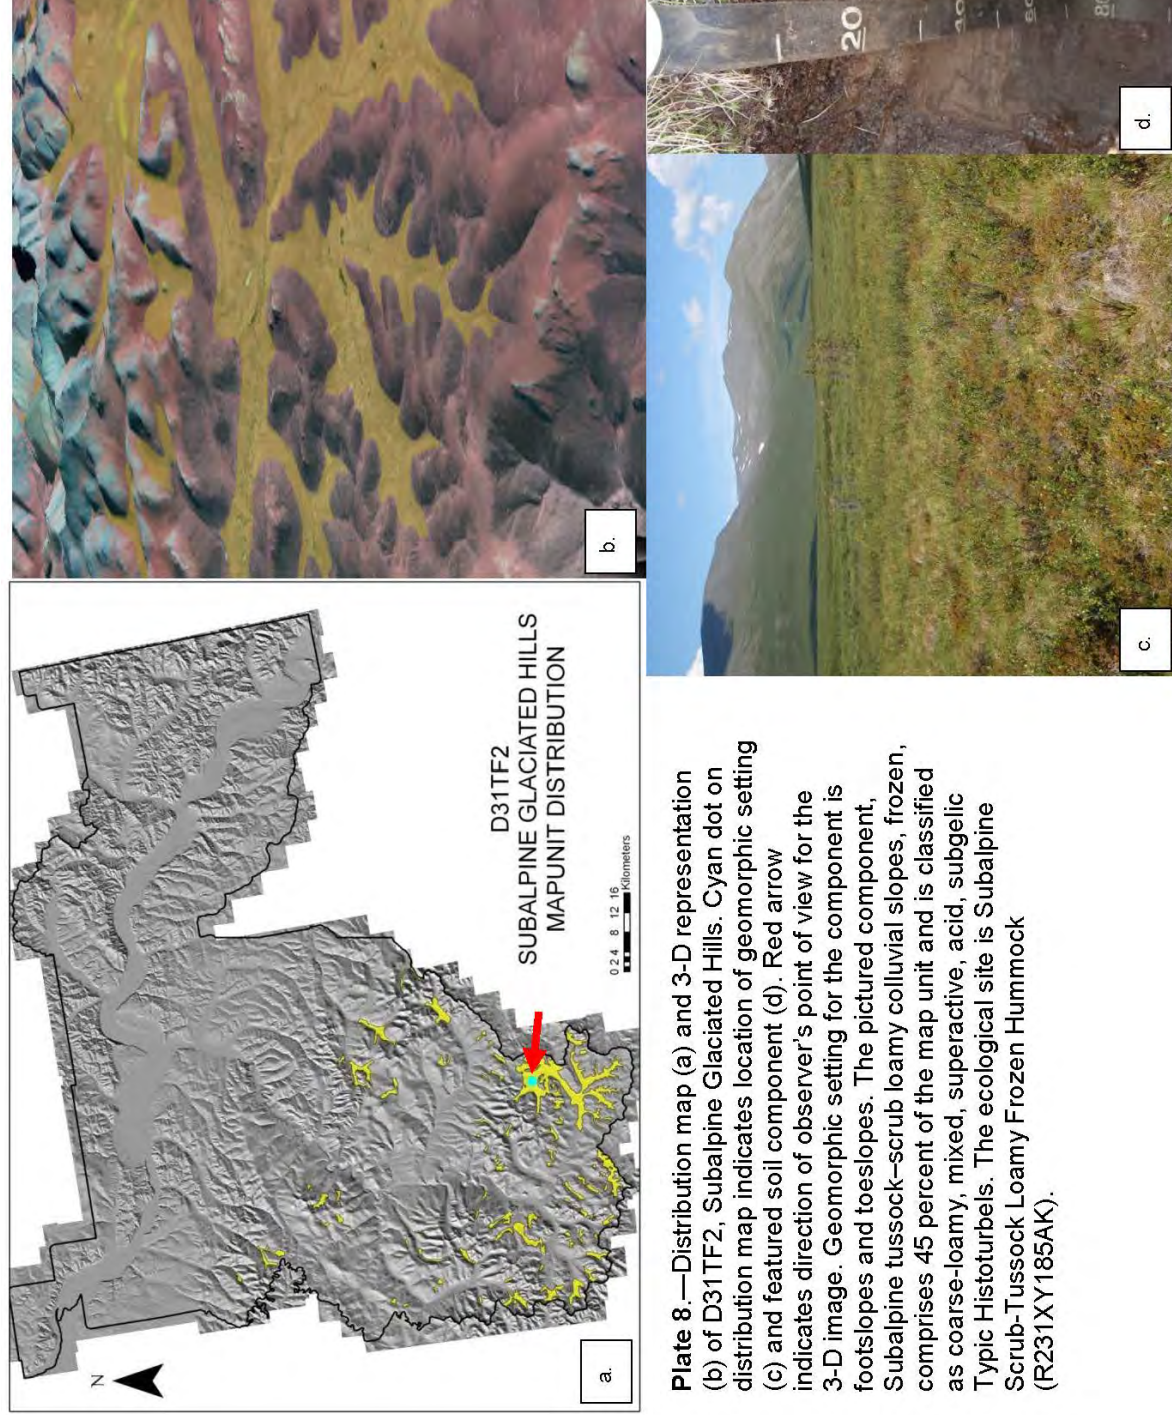 N
D31TF2
SUBALPINE GLACIATED HILLS
MAPUNIT DISTRIBUTION
0 2 4 8 12 16
Kilometers
a.
b.
Plate 8.—Distribution map (a) and 3-D representation
(b) of D31TF2, Subalpine Glaciated Hills. Cyan dot on
distribution map indicates location of geomorphic setting
(c) and featured soil component (d). Red arrow
indicates direction of observer's point of view for the
3-D image. Geomorphic setting for the component is
footslopes and toeslopes. The pictured component,
Subalpine tussock–scrub loamy colluvial slopes, frozen,
comprises 45 percent of the map unit and is classified
as coarse-loamy, mixed, superactive, acid, subgelic
Typic Histoturbels. The ecological site is Subalpine
Scrub-Tussock Loamy Frozen Hummock
(R231XY185AK).
c.
20
40
60
80
d.